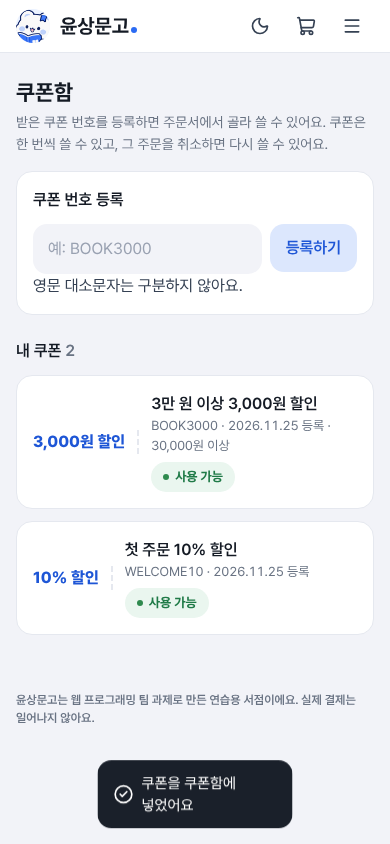 윤상문고
쿠폰함
받은 쿠폰 번호를 등록하면 주문서에서 골라 쓸 수 있어요. 쿠폰은
한 번씩 쓸 수 있고, 그 주문을 취소하면 다시 쓸 수 있어요.
쿠폰 번호 등록
예: BOOK3000
등록하기
영문 대소문자는 구분하지 않아요.
내 쿠폰 2
3,000원 할인
3만 원 이상 3,000원 할인
BOOK3000 · 2026.11.25 등록 ·
30,000원 이상
사용 가능
10% 할인
첫 주문 10% 할인
WELCOME10 · 2026.11.25 등록
사용 가능
윤상문고는 웹 프로그래밍 팀 과제로 만든 연습용 서점이에요. 실제 결제는
일어나지 않아요.
쿠폰을 쿠폰함에
넣었어요